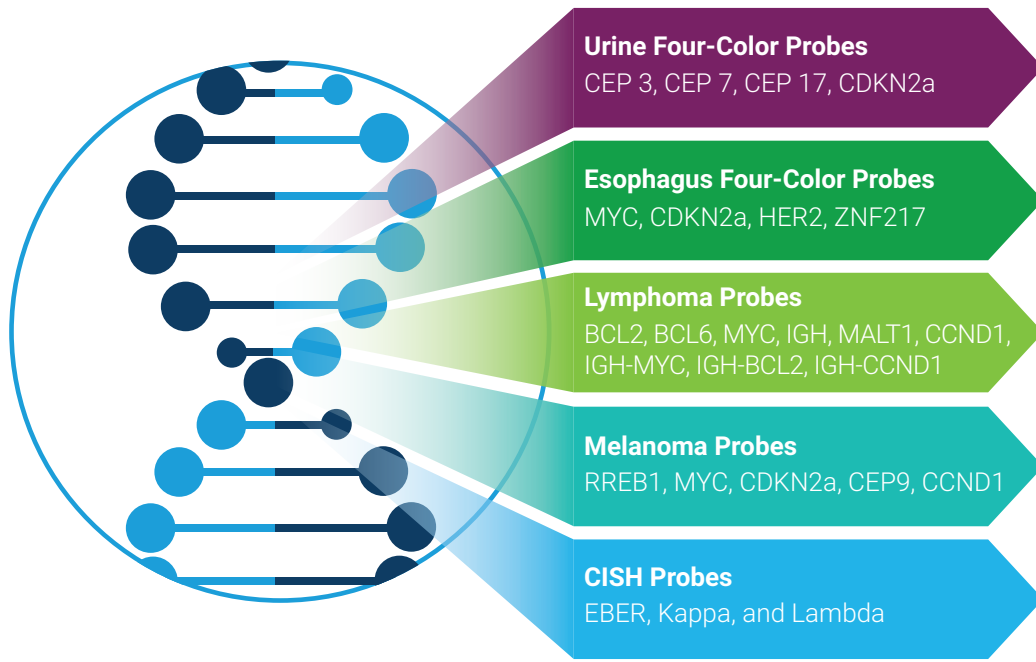 Urine Four-Color Probes
CEP 3, CEP 7, CEP 17, CDKN2a
Esophagus Four-Color Probes
MYC, CDKN2a, HER2, ZNF217
Lymphoma Probes
BCL2, BCL6, MYC, IGH, MALT1, CCND1,
IGH-MYC, IGH-BCL2, IGH-CCND1
Melanoma Probes
RREB1, MYC, CDKN2a, CEP9, CCND1
CISH Probes
EBER, Kappa, and Lambda